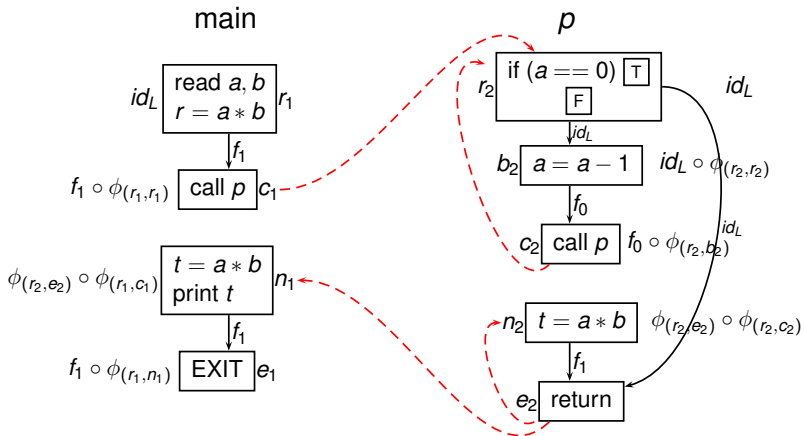 main
p
read a, b
r = a ∗ b
id_L
r_1
f_1
f_1 ∘ ϕ_(r_1,r_1)
call p
c_1
ϕ_(r_2,e_2) ∘ ϕ_(r_1,c_1)
t = a ∗ b
print t
n_1
f_1
f_1 ∘ ϕ_(r_1,n_1)
EXIT
e_1
if (a == 0) T
F
r_2
id_L
id_L
b_2
a = a − 1
id_L ∘ ϕ_(r_2,r_2)
f_0
c_2
call p
f_0 ∘ ϕ_(r_2,b_2)
id_L
n_2
t = a ∗ b
ϕ_(r_2,e_2) ∘ ϕ_(r_2,c_2)
f_1
e_2
return